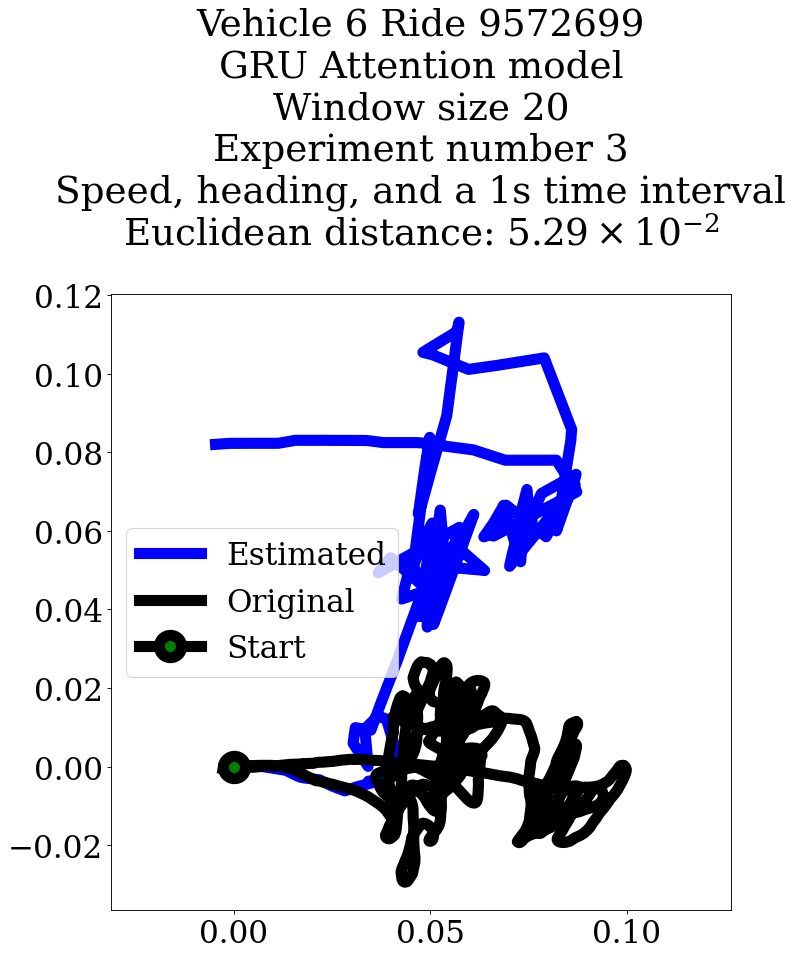 Vehicle 6 Ride 9572699
GRU Attention model
Window size 20
Experiment number 3
Speed, heading, and a 1s time interval
Euclidean distance: 5.29 × 10⁻²
0.12
0.10
0.08
0.06
0.04
0.02
0.00
−0.02
Estimated
Original
Start
0.00 0.05 0.10